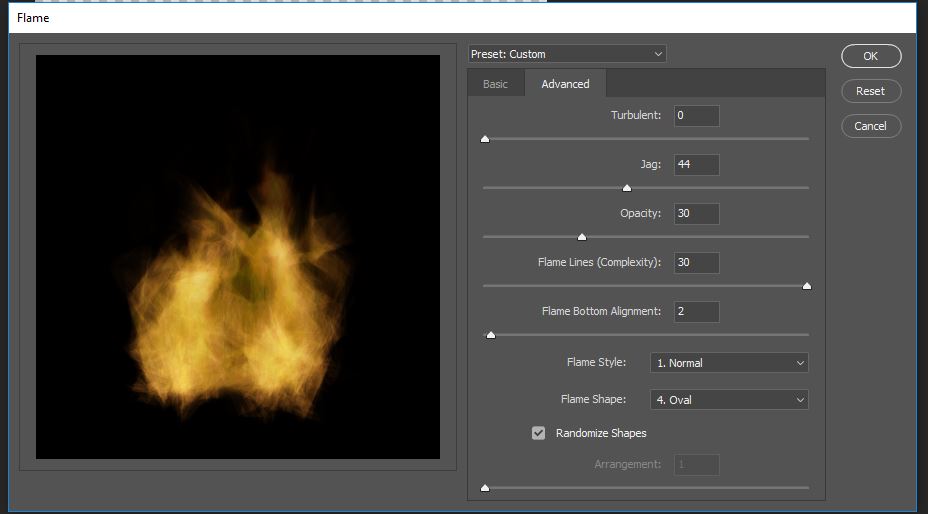 Flame
Preset: Custom
OK
Basic
Advanced
Reset
Turbulent: 0
Cancel
Jag: 44
Opacity: 30
Flame Lines (Complexity): 30
Flame Bottom Alignment: 2
Flame Style: 1. Normal
Flame Shape: 4. Oval
Randomize Shapes
Arrangement: 1